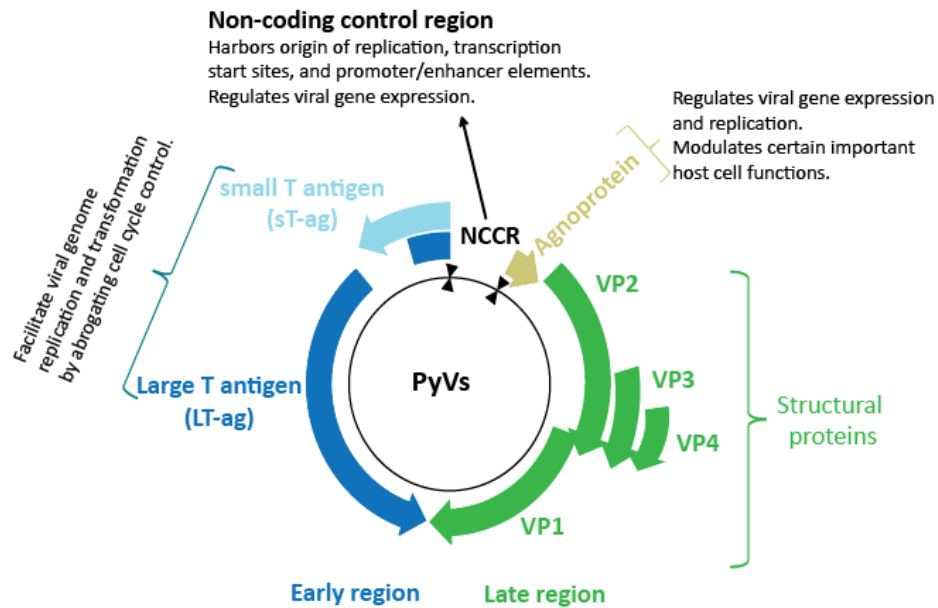 Non-coding control region
Harbors origin of replication, transcription
start sites, and promoter/enhancer elements.
Regulates viral gene expression.
Regulates viral gene expression
and replication.
Modulates certain important
host cell functions.
Facilitate viral genome
replication and transformation
by abrogating cell cycle control.
small T antigen
(sT-ag)
NCCR
Agnoprotein
VP2
Large T antigen
(LT-ag)
PyVs
VP3
VP4
Structural
proteins
VP1
Early region
Late region